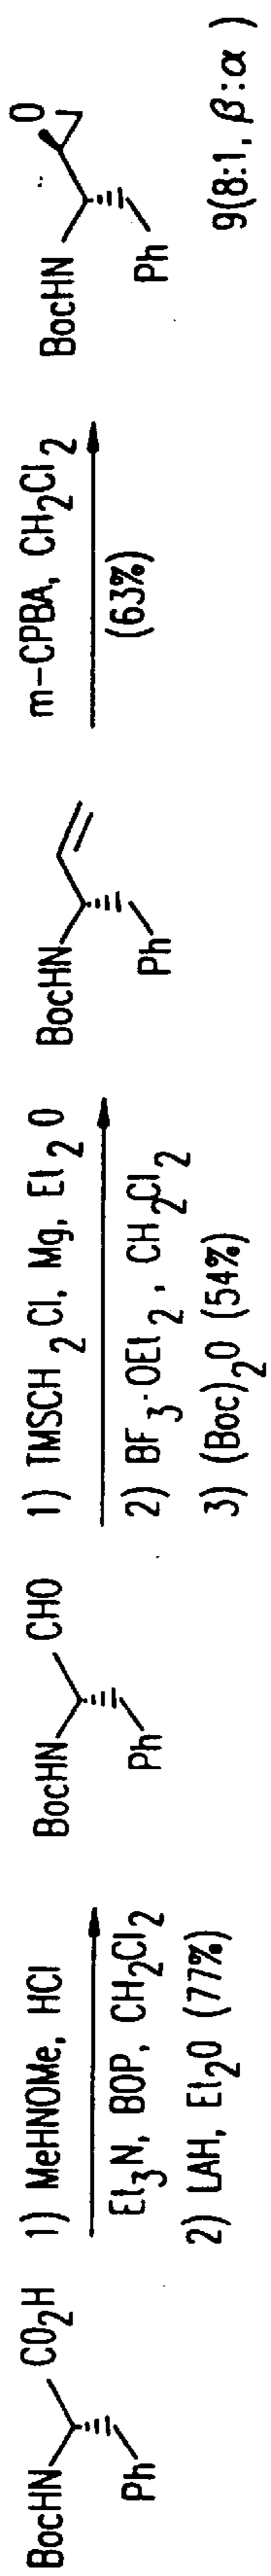 BocHN CO2H
Ph
1) MeHNOMe, HCl
Et3N, BOP, CH2Cl2
2) LAH, Et2O (77%)
BocHN CHO
Ph
1) TMSCH2Cl, Mg, Et2O
2) BF3·OEt2, CH2Cl2
3) (Boc)2O (54%)
BocHN
Ph
m-CPBA, CH2Cl2
(63%)
BocHN O
Ph
9(8:1, β:α)